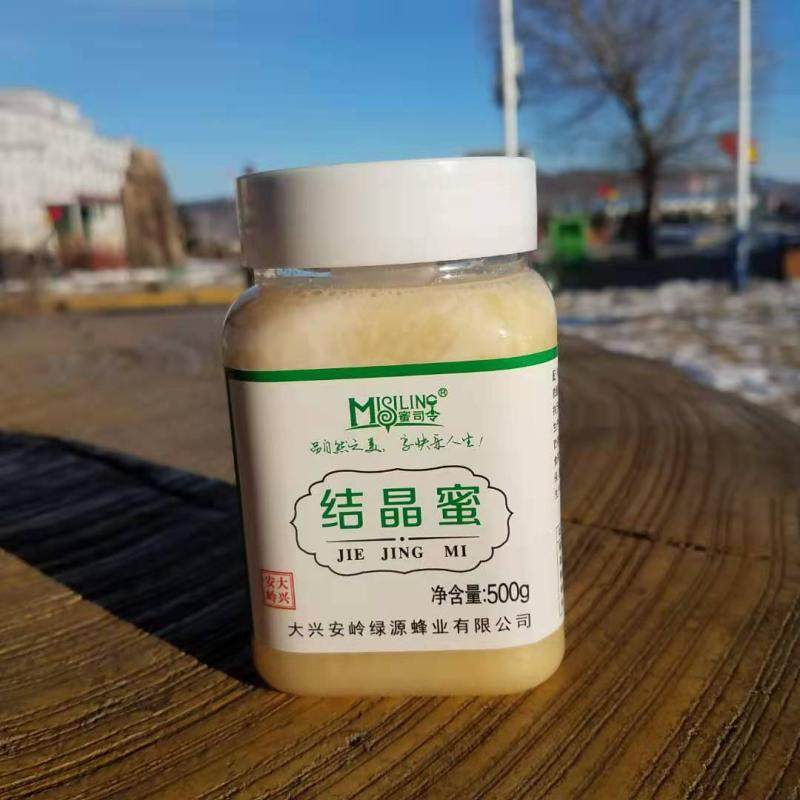 MISILING®
蜜司令
品自然之美，享快乐人生！
结晶蜜
JIE JING MI
大兴
安岭
净含量:500g
大兴安岭绿源蜂业有限公司